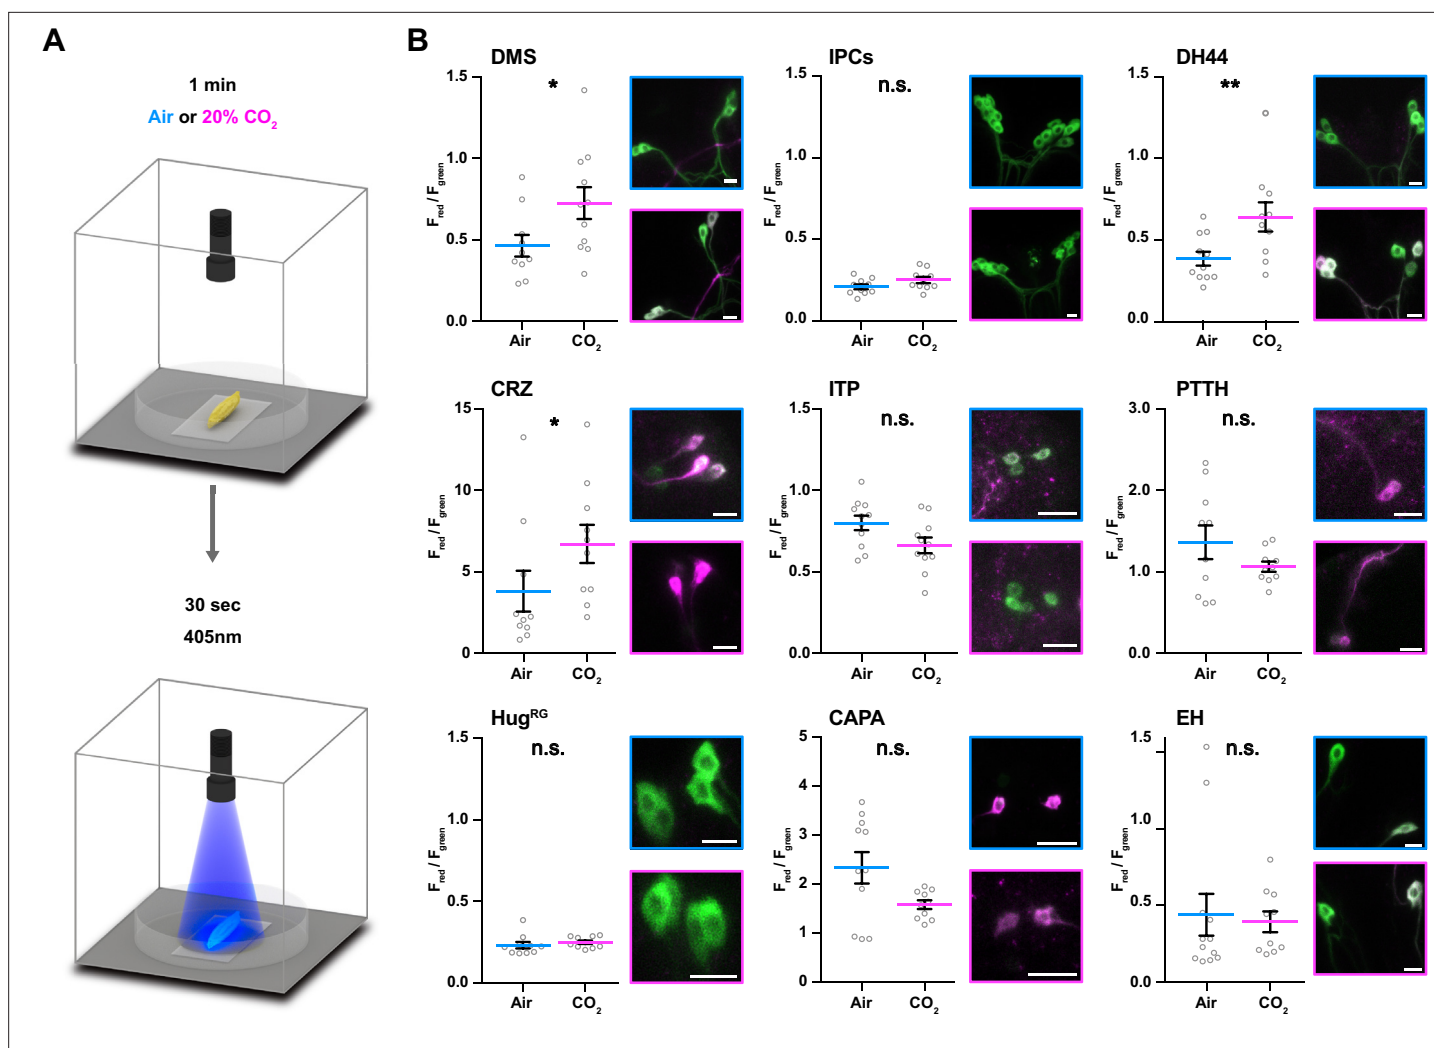 A
1 min
Air or 20% CO2
30 sec
405nm
B
DMS
*
Fred / Fgreen
1.5
1.0
0.5
0.0
Air
CO2
IPCs
n.s.
Fred / Fgreen
1.5
1.0
0.5
0.0
Air
CO2
DH44
**
Fred / Fgreen
1.5
1.0
0.5
0.0
Air
CO2
CRZ
*
Fred / Fgreen
15
10
5
0
Air
CO2
ITP
n.s.
Fred / Fgreen
1.5
1.0
0.5
0.0
Air
CO2
PTTH
n.s.
Fred / Fgreen
3.0
2.0
1.0
0.0
Air
CO2
HugRG
n.s.
Fred / Fgreen
1.5
1.0
0.5
0.0
Air
CO2
CAPA
n.s.
Fred / Fgreen
5
4
3
2
1
0
Air
CO2
EH
n.s.
Fred / Fgreen
1.5
1.0
0.5
0.0
Air
CO2